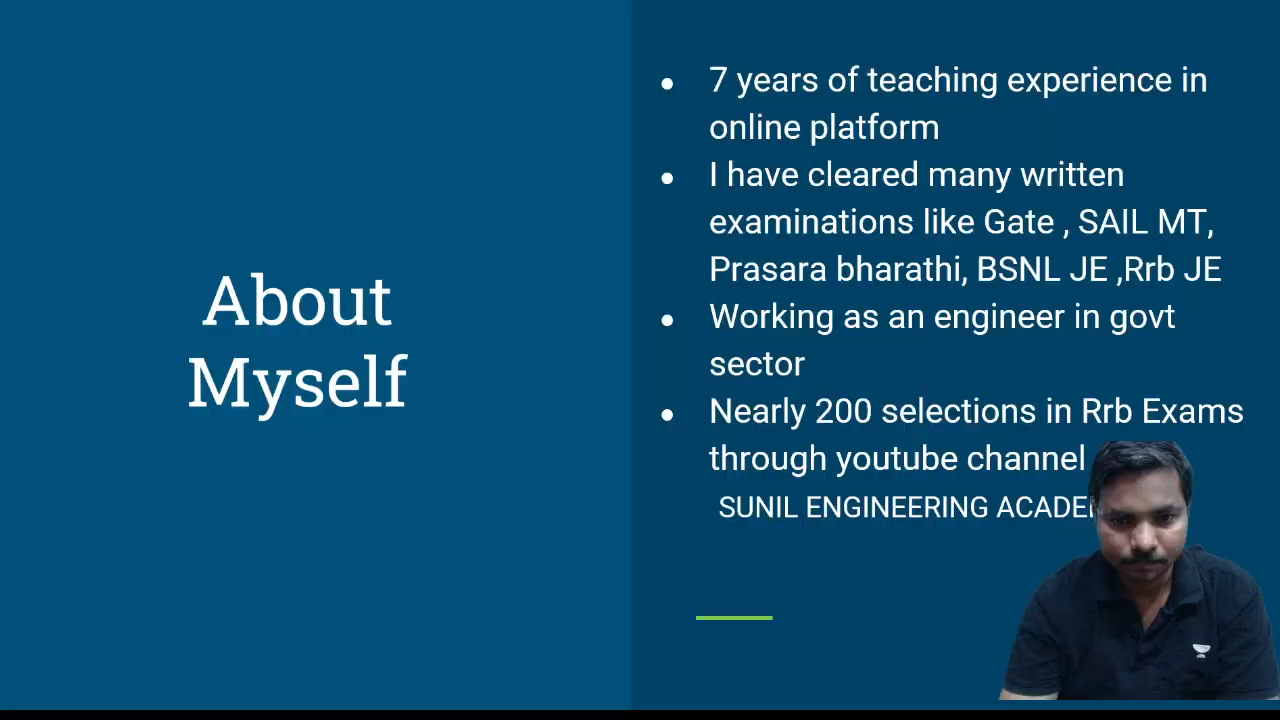 About
Myself
● 7 years of teaching experience in
online platform
● I have cleared many written
examinations like Gate , SAIL MT,
Prasara bharathi, BSNL JE ,Rrb JE
● Working as an engineer in govt
sector
● Nearly 200 selections in Rrb Exams
through youtube channel
SUNIL ENGINEERING